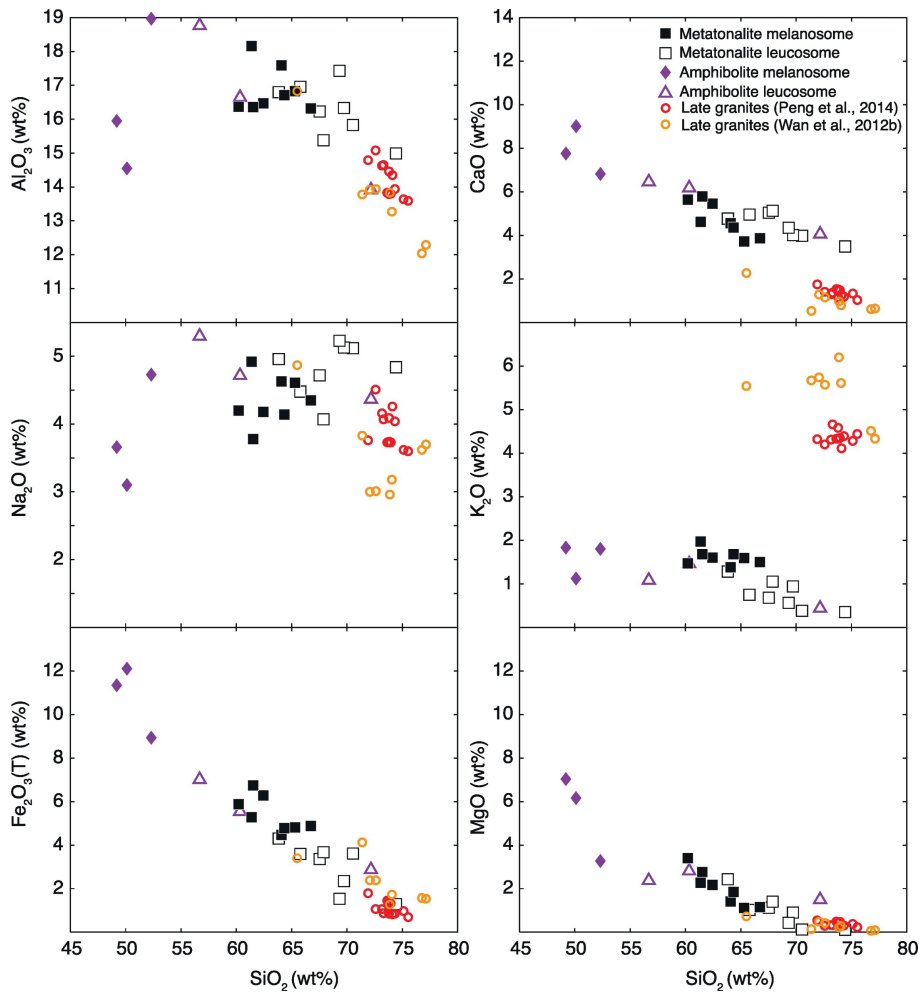 19
18
17
16
15
14
13
12
11
Al2O3 (wt%)
14
12
10
8
6
4
2
CaO (wt%)
Metatonalite melanosome
Metatonalite leucosome
Amphibolite melanosome
Amphibolite leucosome
Late granites (Peng et al., 2014)
Late granites (Wan et al., 2012b)
5
4
3
2
Na2O (wt%)
6
5
4
3
2
1
K2O (wt%)
12
10
8
6
4
2
Fe2O3(T) (wt%)
45 50 55 60 65 70 75 80
SiO2 (wt%)
12
10
8
6
4
2
MgO (wt%)
45 50 55 60 65 70 75 80
SiO2 (wt%)